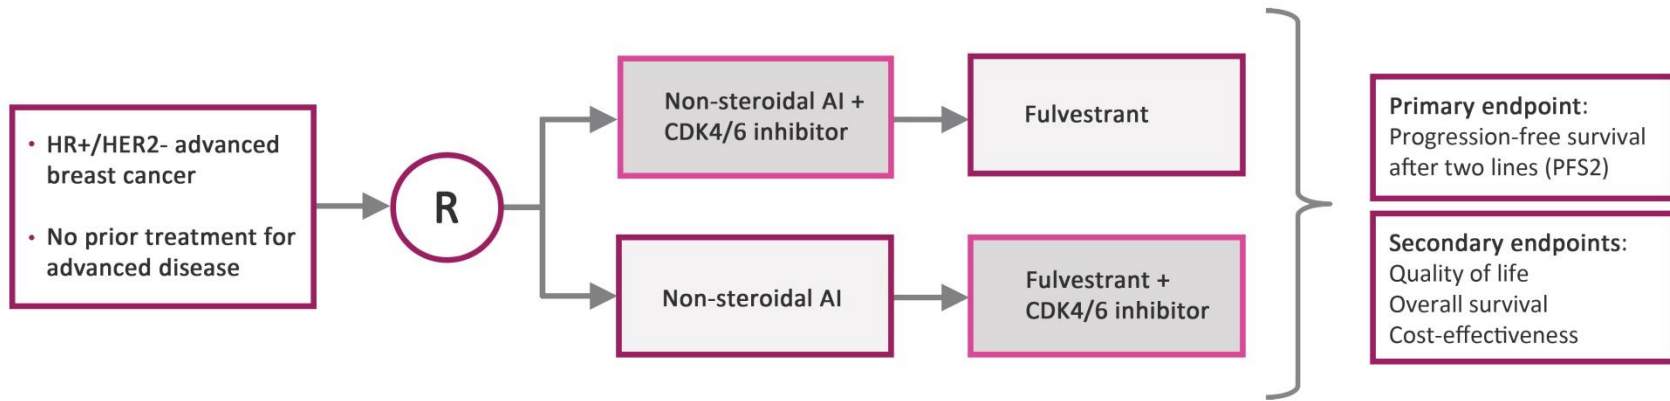 • HR+/HER2- advanced
breast cancer
• No prior treatment for
advanced disease
R
Non-steroidal AI +
CDK4/6 inhibitor
Fulvestrant
Non-steroidal AI
Fulvestrant +
CDK4/6 inhibitor
Primary endpoint:
Progression-free survival
after two lines (PFS2)
Secondary endpoints:
Quality of life
Overall survival
Cost-effectiveness